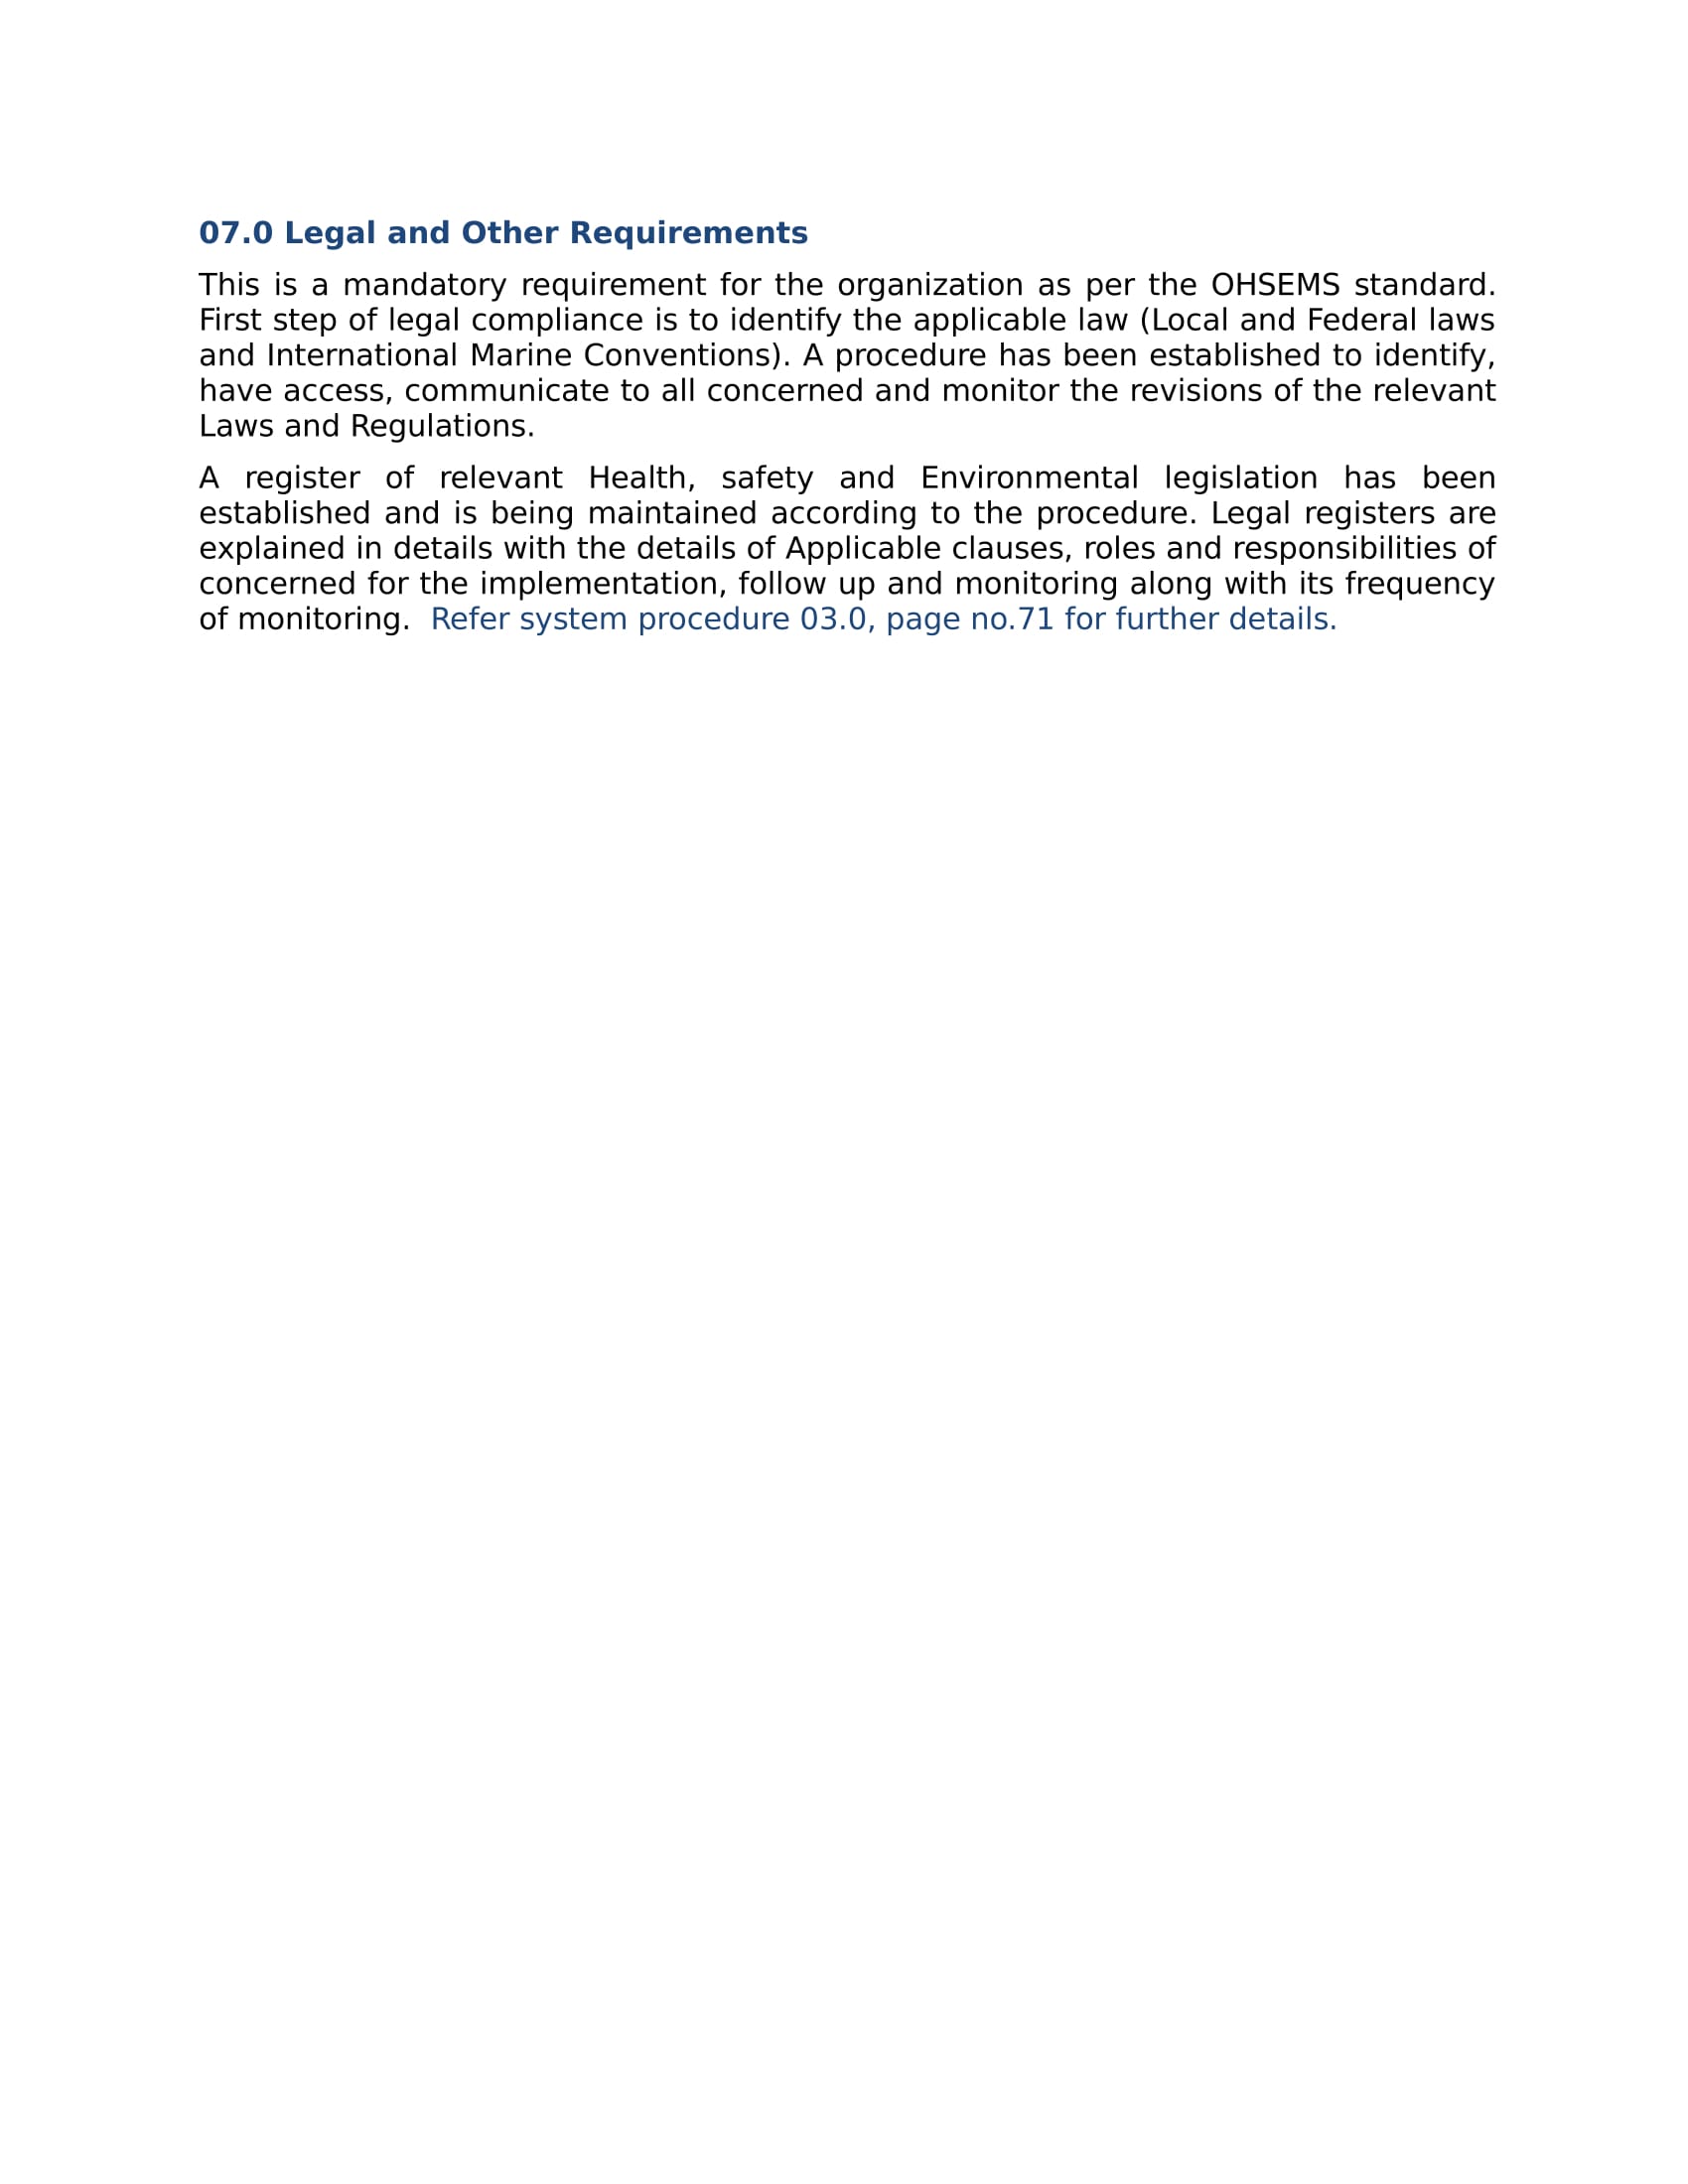 07.0 Legal and Other Requirements
This is a mandatory requirement for the organization as per the OHSEMS standard.
First step of legal compliance is to identify the applicable law (Local and Federal laws
and International Marine Conventions). A procedure has been established to identify,
have access, communicate to all concerned and monitor the revisions of the relevant
Laws and Regulations.
A register of relevant Health, safety and Environmental legislation has been
established and is being maintained according to the procedure. Legal registers are
explained in details with the details of Applicable clauses, roles and responsibilities of
concerned for the implementation, follow up and monitoring along with its frequency
of monitoring.  Refer system procedure 03.0, page no.71 for further details.